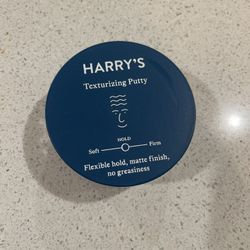 HARRY'S
Texturizing Putty
HOLD
Soft Firm
Flexible hold, matte finish,
no greasiness